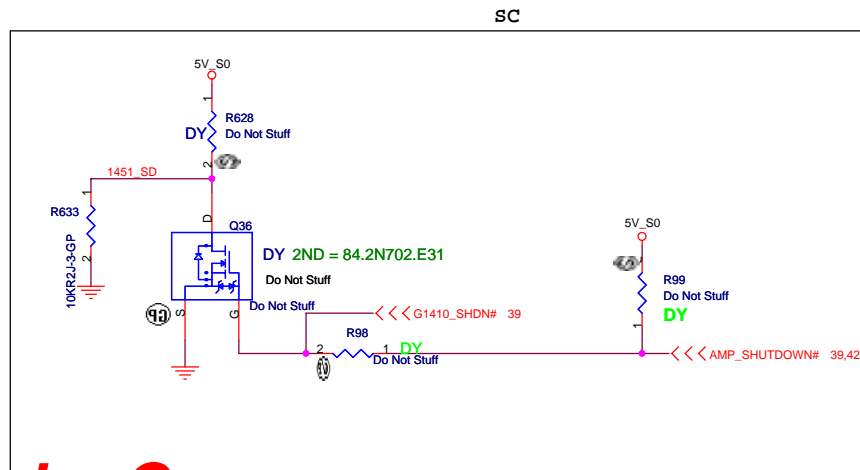 SC
5V_S0
1
R628
DY
Do Not Stuff
2
1451_SD
1
R633
2
10KR2J-3-GP
D
Q36
DY 2ND = 84.2N702.E31
Do Not Stuff
Do Not Stuff
GP
S
G
5V_S0
R99
Do Not Stuff
DY
1
G1410_SHDN# 39
R98
2
1
DY
Do Not Stuff
AMP_SHUTDOWN# 39,42